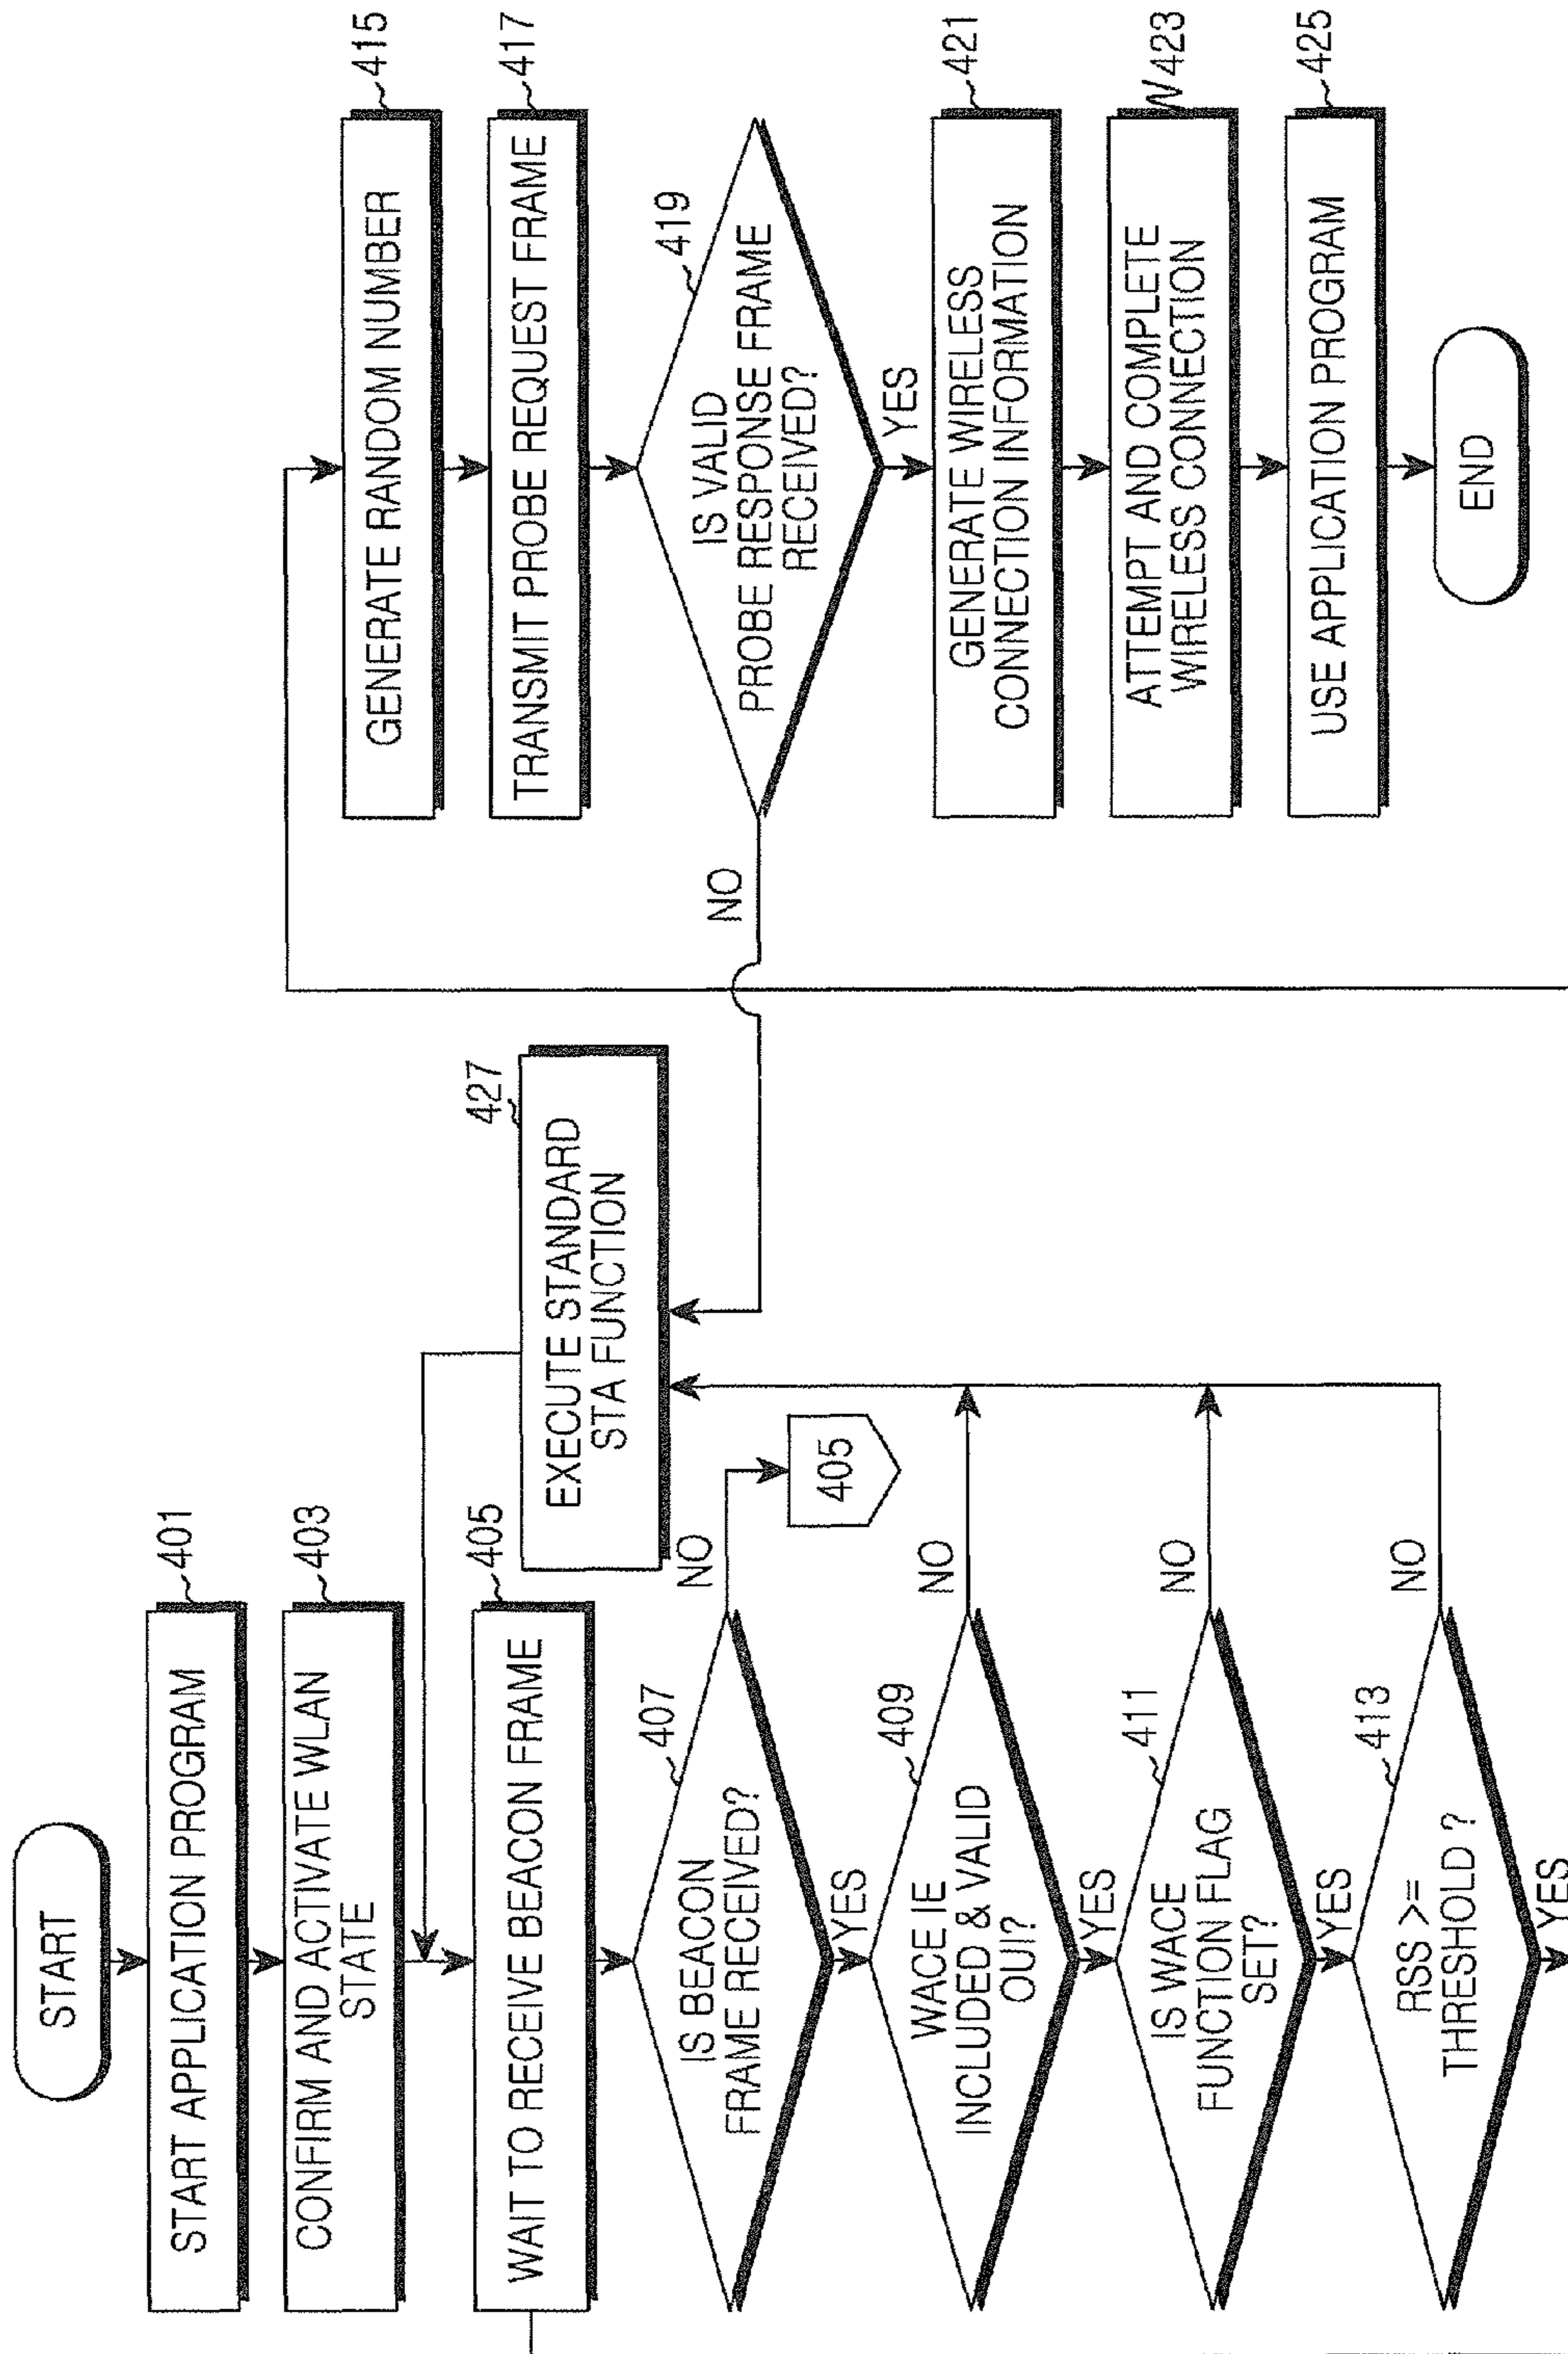 START
START APPLICATION PROGRAM
401
CONFIRM AND ACTIVATE WLAN
STATE
403
WAIT TO RECEIVE BEACON FRAME
405
IS BEACON
FRAME RECEIVED?
407
NO
405
YES
WACE IE
INCLUDED & VALID
OUI?
409
NO
YES
IS WACE
FUNCTION FLAG
SET?
411
NO
YES
RSS >=
THRESHOLD ?
413
NO
YES
EXECUTE STANDARD
STA FUNCTION
427
GENERATE RANDOM NUMBER
415
TRANSMIT PROBE REQUEST FRAME
417
IS VALID
PROBE RESPONSE FRAME
RECEIVED?
419
NO
YES
GENERATE WIRELESS
CONNECTION INFORMATION
421
ATTEMPT AND COMPLETE
WIRELESS CONNECTION
423
USE APPLICATION PROGRAM
425
END